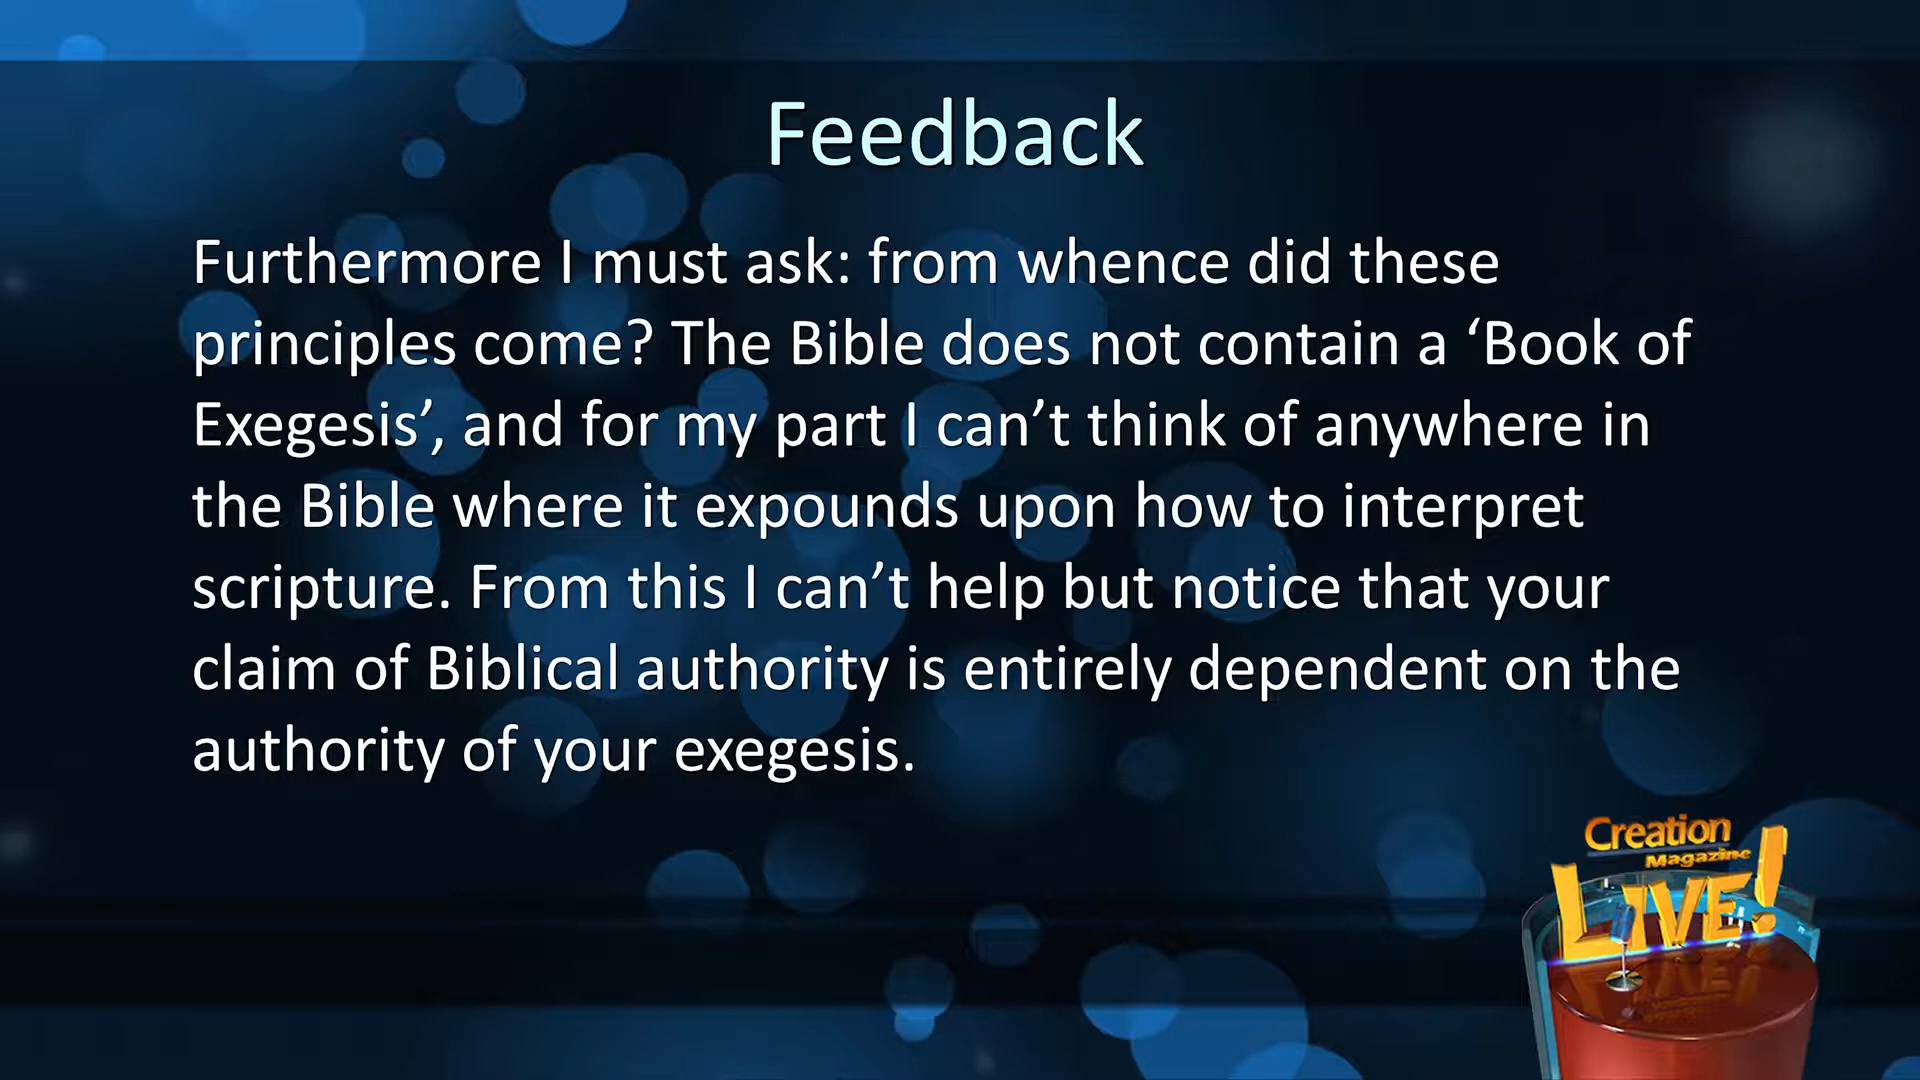 Feedback
Furthermore I must ask: from whence did these
principles come? The Bible does not contain a ‘Book of
Exegesis’, and for my part I can’t think of anywhere in
the Bible where it expounds upon how to interpret
scripture. From this I can’t help but notice that your
claim of Biblical authority is entirely dependent on the
authority of your exegesis.
Creation
Magazine
LIVE!